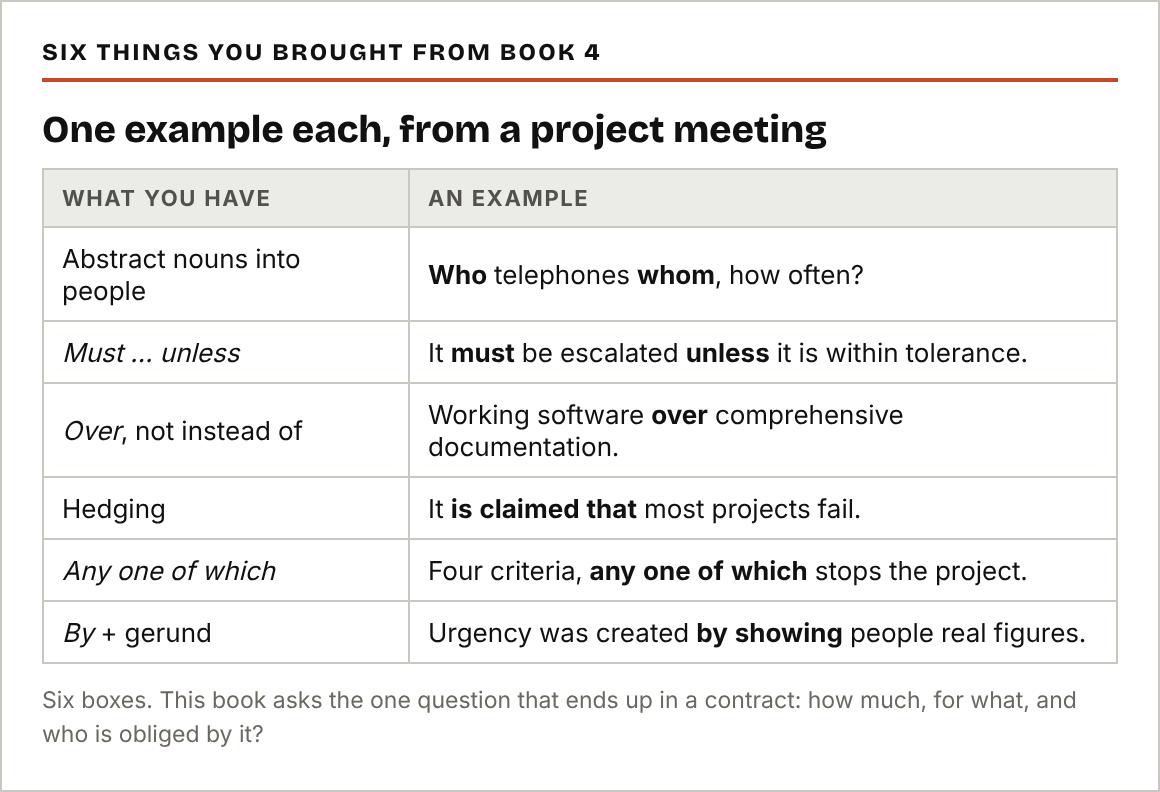 SIX THINGS YOU BROUGHT FROM BOOK 4
One example each, from a project meeting
WHAT YOU HAVE
AN EXAMPLE
Abstract nouns into
people
Who telephones whom, how often?
Must … unless
It must be escalated unless it is within tolerance.
Over, not instead of
Working software over comprehensive
documentation.
Hedging
It is claimed that most projects fail.
Any one of which
Four criteria, any one of which stops the project.
By + gerund
Urgency was created by showing people real figures.
Six boxes. This book asks the one question that ends up in a contract: how much, for what, and
who is obliged by it?